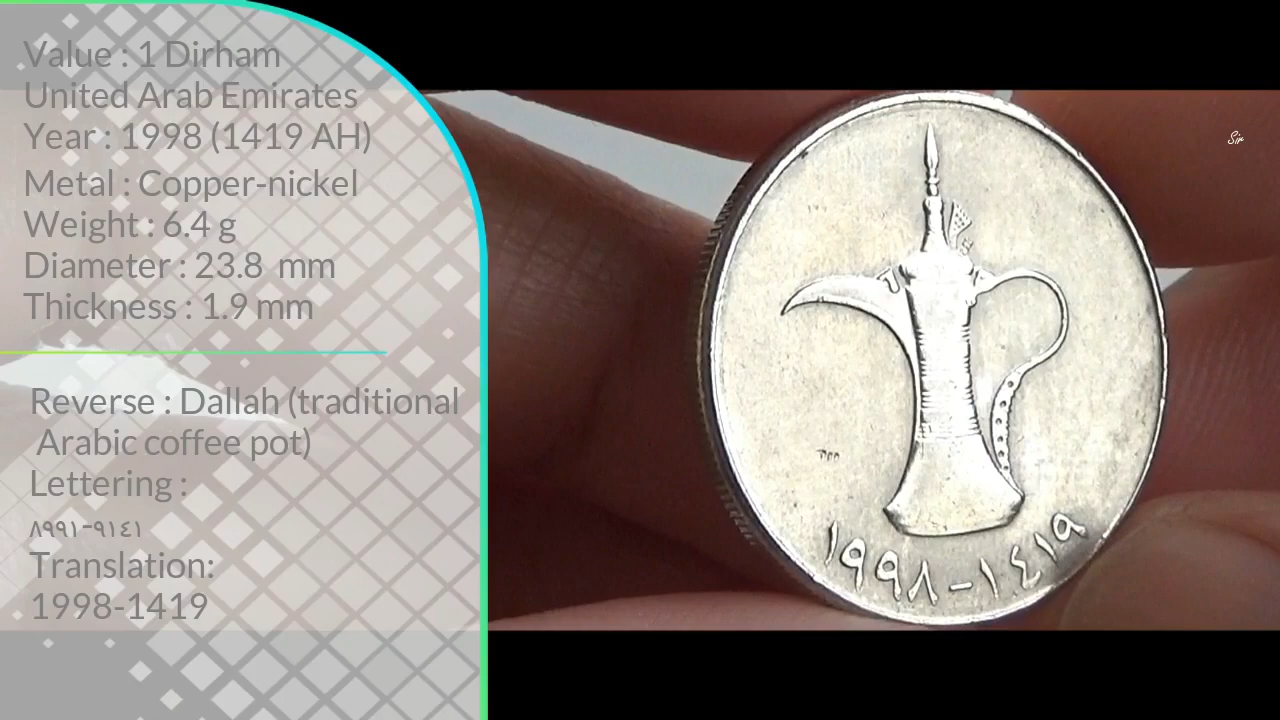 Value : 1 Dirham
United Arab Emirates
Year : 1998 (1419 AH)
Metal : Copper-nickel
Weight : 6.4 g
Diameter : 23.8 mm
Thickness : 1.9 mm
Reverse : Dallah (traditional
Arabic coffee pot)
Lettering :
٨٩٩١-٩١٤١
Translation:
1998-1419
Sir
١٩٩٨-١٤١٩